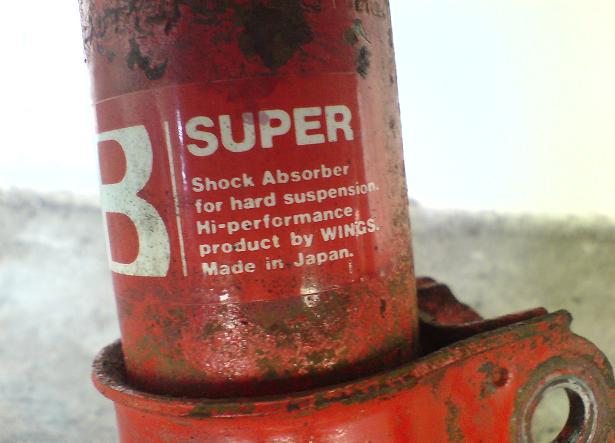 B
SUPER
Shock Absorber
for hard suspension.
Hi-performance
product by WINGS.
Made in Japan.